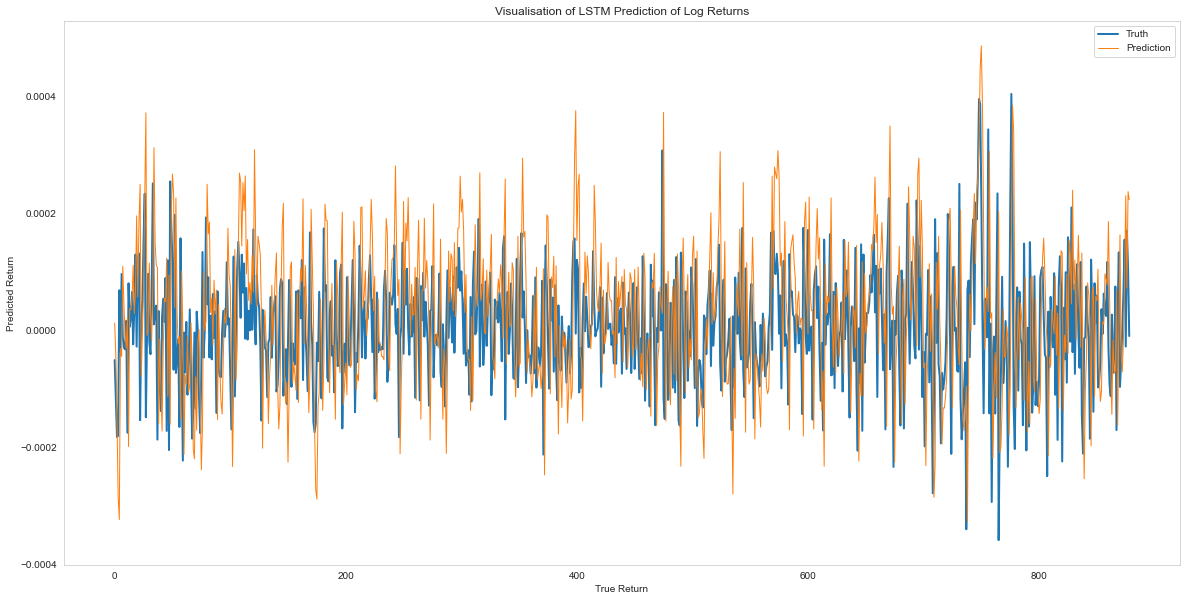 Visualisation of LSTM Prediction of Log Returns
Truth
Prediction
0.0004
0.0002
0.0000
−0.0002
−0.0004
Predicted Return
0 200 400 600 800
True Return